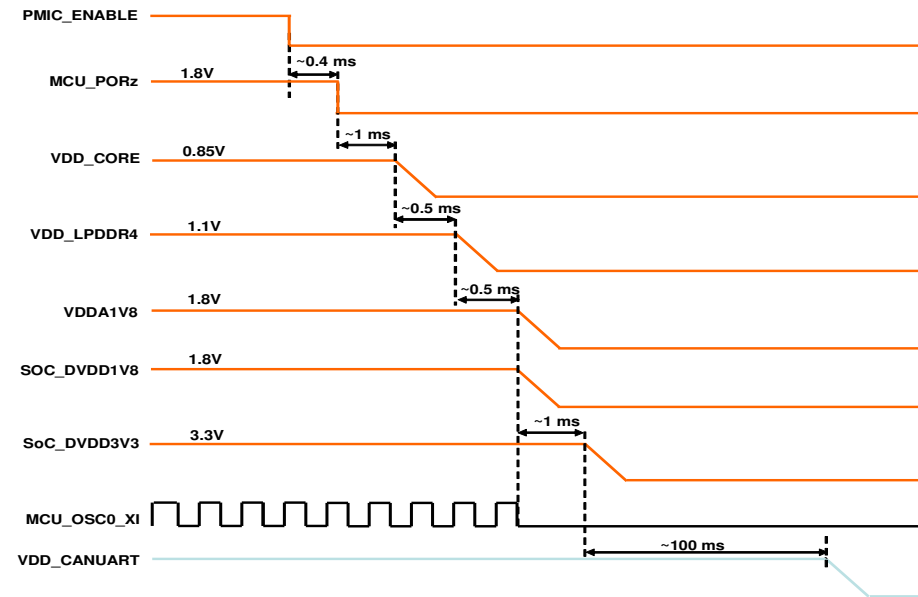 PMIC_ENABLE
~0.4 ms
MCU_PORz 1.8V
~1 ms
VDD_CORE 0.85V
~0.5 ms
VDD_LPDDR4 1.1V
~0.5 ms
VDDA1V8 1.8V
SOC_DVDD1V8 1.8V
~1 ms
SoC_DVDD3V3 3.3V
MCU_OSC0_XI
~100 ms
VDD_CANUART